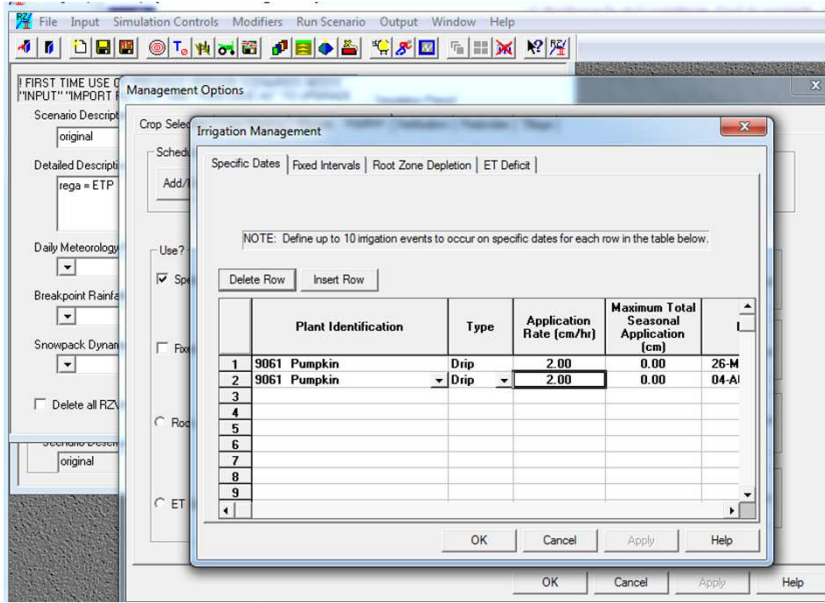 File Input Simulation Controls Modifiers Run Scenario Output Window Help
! FIRST TIME USE
"INPUT" "IMPORT
Management Options
Scenario Descript
original
Crop Selec
Irrigation Management
Detailed Descripti
rega = ETP
Schedu
Add/
Specific Dates Fixed Intervals Root Zone Depletion ET Deficit
NOTE: Define up to 10 irrigation events to occur on specific dates for each row in the table below.
Daily Meteorology
Use?
Delete Row Insert Row
Breakpoint Rainfa
Snowpack Dynam
Plant Identification Type Application Rate (cm/hr) Maximum Total Seasonal Application (cm)
1 9061 Pumpkin Drip 2.00 0.00 26-M
2 9061 Pumpkin Drip 2.00 0.00 04-A
3
4
5
6
7
8
9
Delete all RZ
original
ET
OK Cancel Apply Help
OK Cancel Apply Help